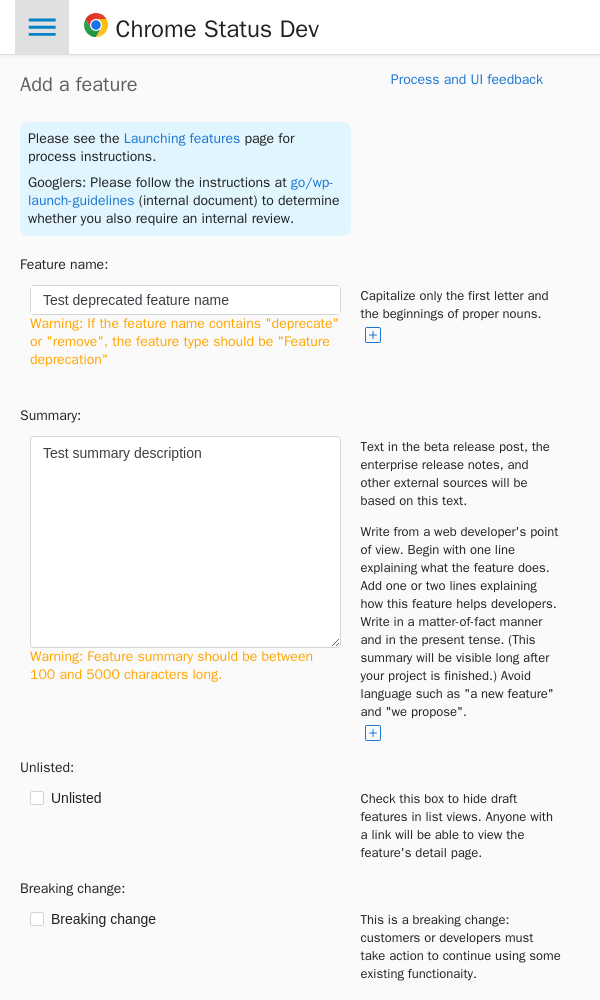 Chrome Status Dev
Add a feature
Process and UI feedback
Please see the Launching features page for
process instructions.
Googlers: Please follow the instructions at go/wp-
launch-guidelines (internal document) to determine
whether you also require an internal review.
Feature name:
Test deprecated feature name
Warning: If the feature name contains "deprecate"
or "remove", the feature type should be "Feature
deprecation"
Capitalize only the first letter and
the beginnings of proper nouns.
Summary:
Test summary description
Warning: Feature summary should be between
100 and 5000 characters long.
Text in the beta release post, the
enterprise release notes, and
other external sources will be
based on this text.
Write from a web developer's point
of view. Begin with one line
explaining what the feature does.
Add one or two lines explaining
how this feature helps developers.
Write in a matter-of-fact manner
and in the present tense. (This
summary will be visible long after
your project is finished.) Avoid
language such as "a new feature"
and "we propose".
Unlisted:
Unlisted
Check this box to hide draft
features in list views. Anyone with
a link will be able to view the
feature's detail page.
Breaking change:
Breaking change
This is a breaking change:
customers or developers must
take action to continue using some
existing functionaity.